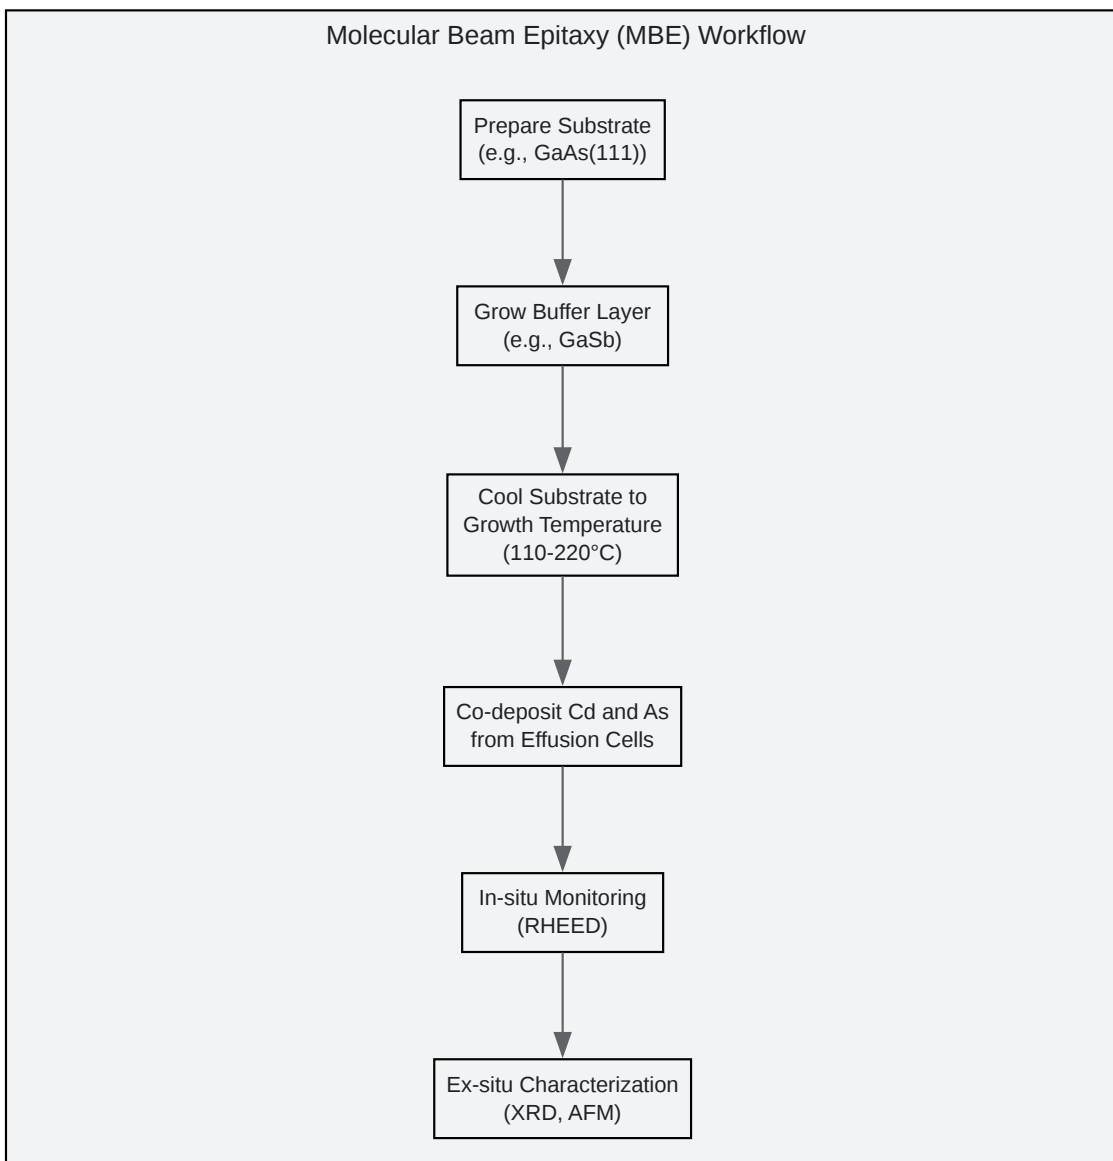 Molecular Beam Epitaxy (MBE) Workflow
Prepare Substrate
(e.g., GaAs(111))
Grow Buffer Layer
(e.g., GaSb)
Cool Substrate to
Growth Temperature
(110-220°C)
Co-deposit Cd and As
from Effusion Cells
In-situ Monitoring
(RHEED)
Ex-situ Characterization
(XRD, AFM)